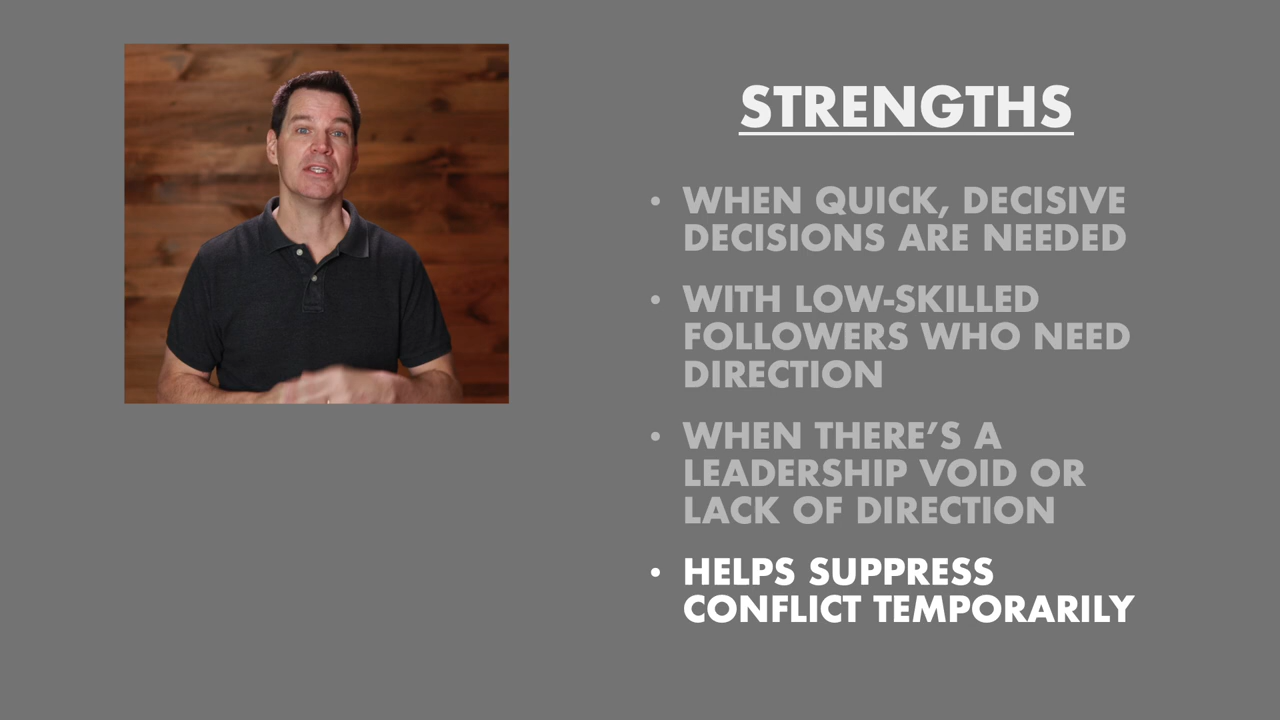 STRENGTHS
• WHEN QUICK, DECISIVE
DECISIONS ARE NEEDED
• WITH LOW-SKILLED
FOLLOWERS WHO NEED
DIRECTION
• WHEN THERE’S A
LEADERSHIP VOID OR
LACK OF DIRECTION
• HELPS SUPPRESS
CONFLICT TEMPORARILY